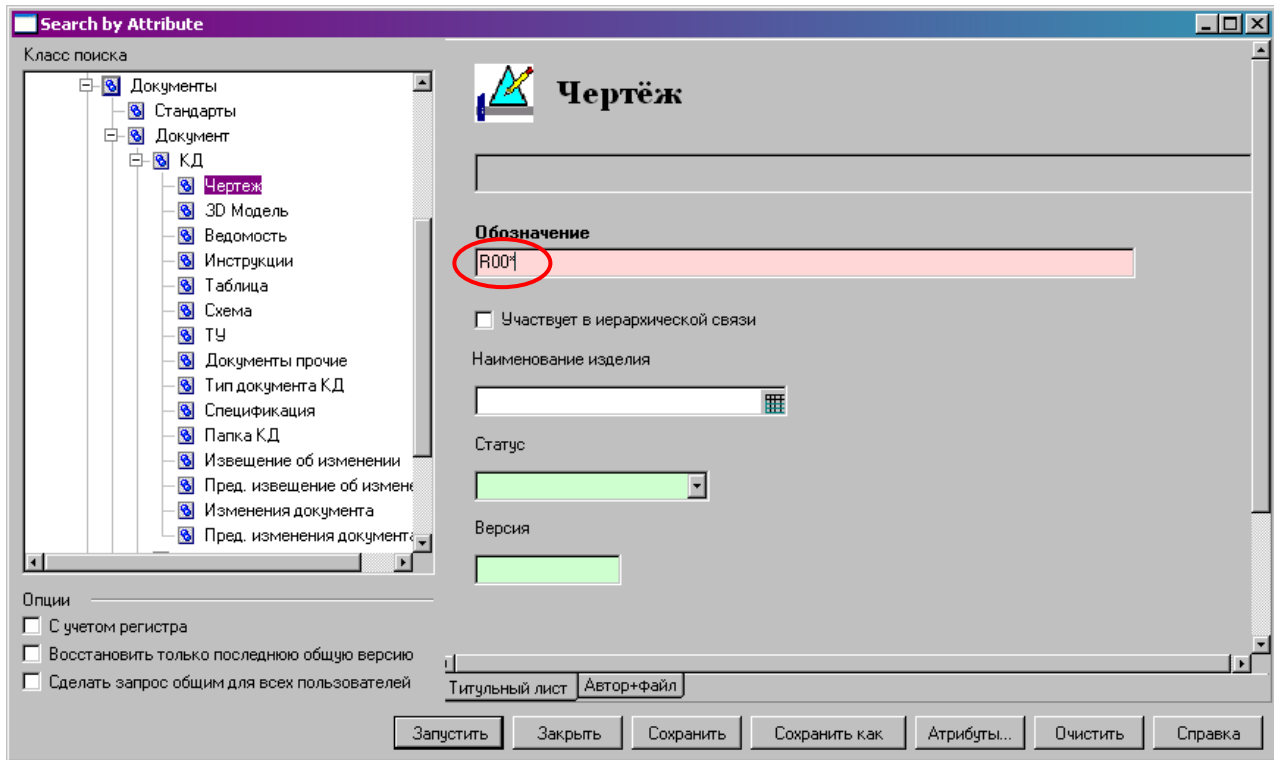 Search by Attribute
Класс поиска
Документы
Стандарты
Документ
КД
Чертеж
3D Модель
Ведомость
Инструкции
Таблица
Схема
ТУ
Документы прочие
Тип документа КД
Спецификация
Папка КД
Извещение об изменении
Пред. извещение об измене
Изменения документа
Пред. изменения документа
Опции
С учетом регистра
Восстановить только последнюю общую версию
Сделать запрос общим для всех пользователей
Чертёж
Обозначение
R00*
Участвует в иерархической связи
Наименование изделия
Статус
Версия
Титульный лист Автор+файл
Запустить Закрыть Сохранить Сохранить как Атрибуты... Очистить Справка